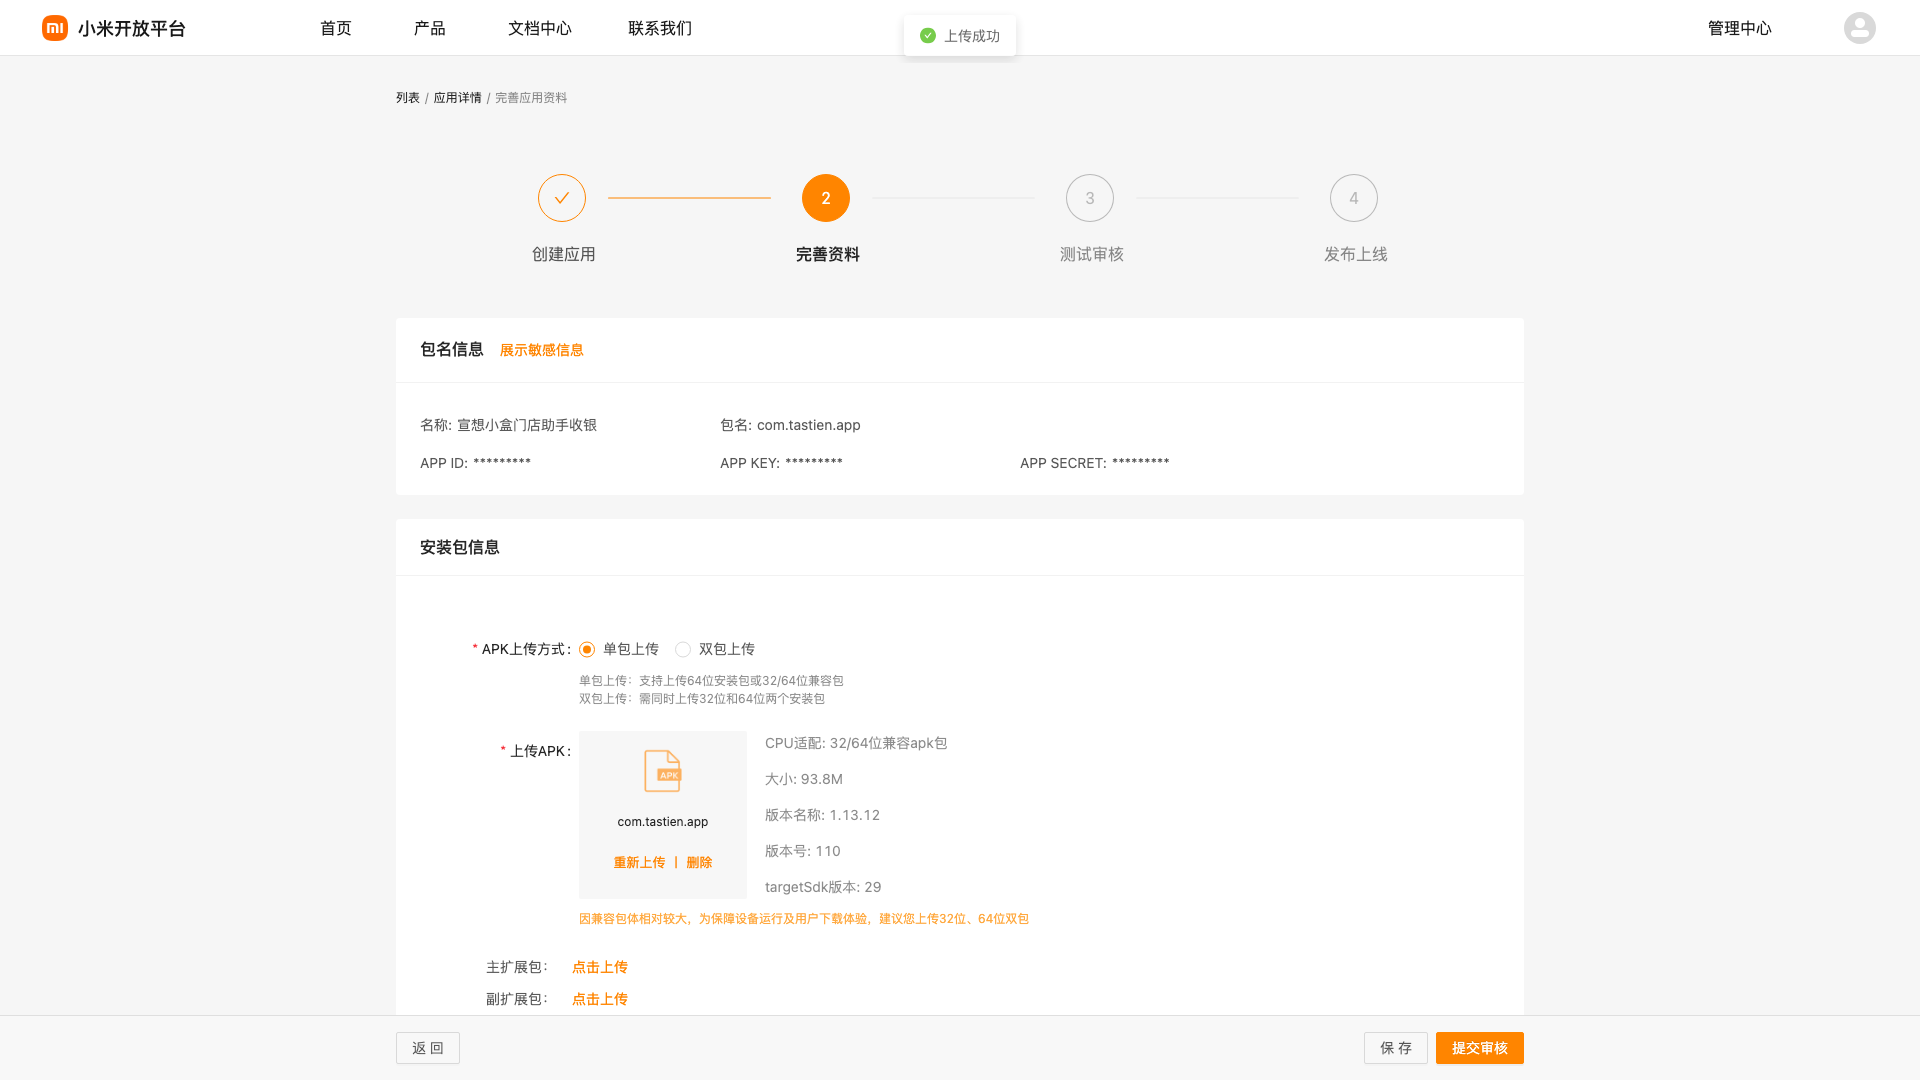 小米开放平台
首页
产品
文档中心
联系我们
上传成功
管理中心
列表 / 应用详情 / 完善应用资料
2
3
4
创建应用
完善资料
测试审核
发布上线
包名信息
展示敏感信息
名称: 宣想小盒门店助手收银
包名: com.tastien.app
APP ID: *********
APP KEY: *********
APP SECRET: *********
安装包信息
* APK上传方式:
单包上传
双包上传
单包上传：支持上传64位安装包或32/64位兼容包
双包上传：需同时上传32位和64位两个安装包
* 上传APK:
APK
com.tastien.app
重新上传 | 删除
CPU适配: 32/64位兼容apk包
大小: 93.8M
版本名称: 1.13.12
版本号: 110
targetSdk版本: 29
因兼容包体相对较大，为保障设备运行及用户下载体验，建议您上传32位、64位双包
主扩展包：
点击上传
副扩展包：
点击上传
返 回
保 存
提交审核